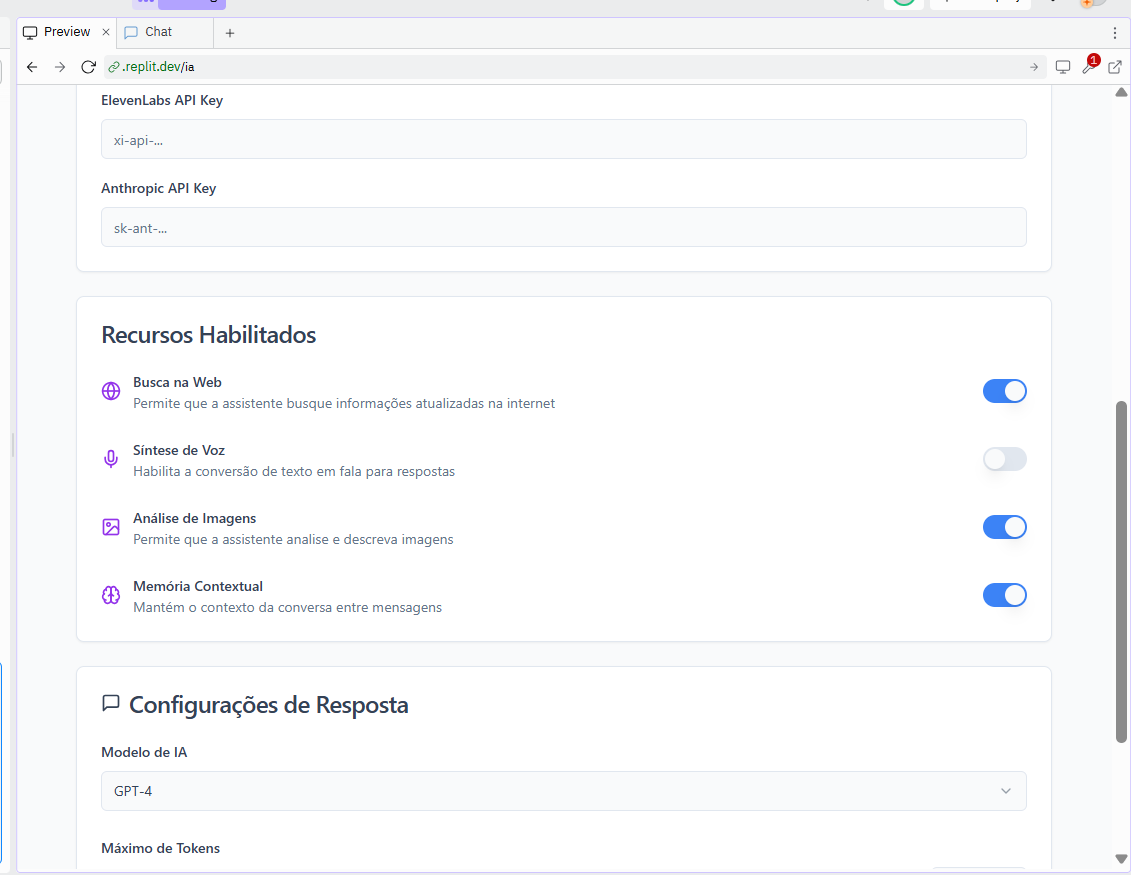 Preview
Chat
.replit.dev/ia
1
ElevenLabs API Key
xi-api-...
Anthropic API Key
sk-ant-...
Recursos Habilitados
Busca na Web
Permite que a assistente busque informações atualizadas na internet
Síntese de Voz
Habilita a conversão de texto em fala para respostas
Análise de Imagens
Permite que a assistente analise e descreva imagens
Memória Contextual
Mantém o contexto da conversa entre mensagens
Configurações de Resposta
Modelo de IA
GPT-4
Máximo de Tokens